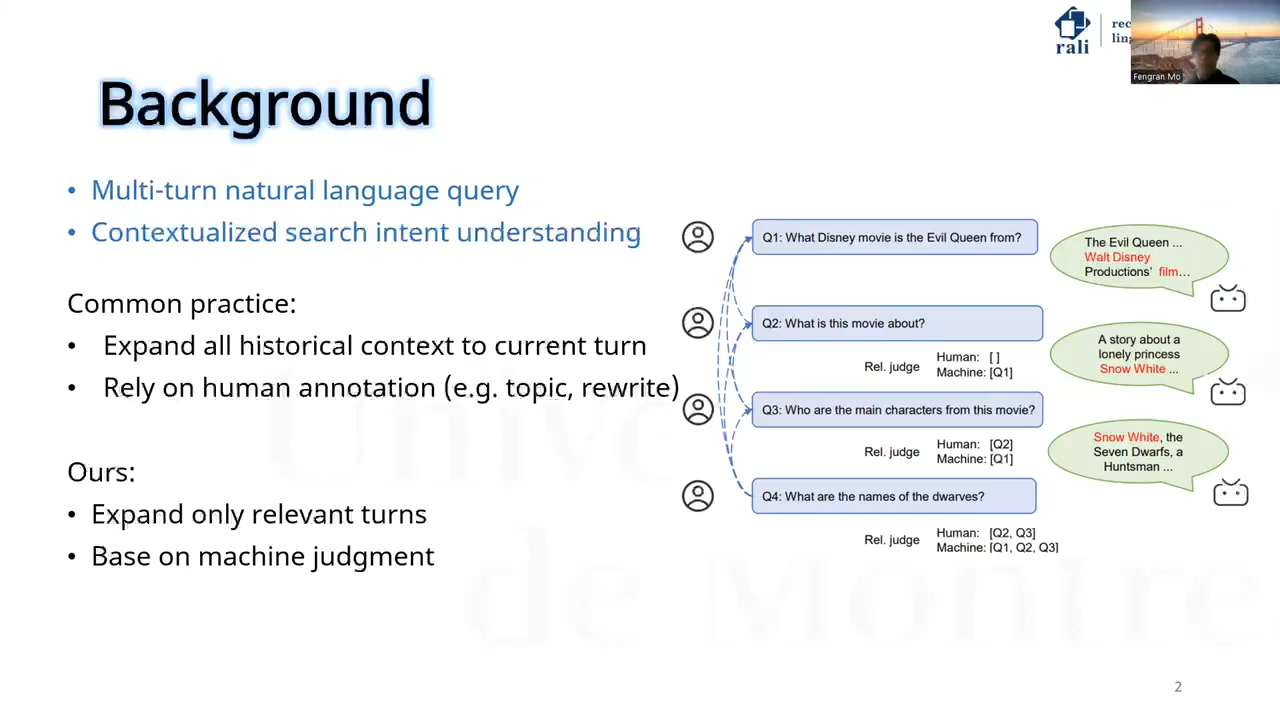 rali
Fengran Mo
Background
• Multi-turn natural language query
• Contextualized search intent understanding
Common practice:
• Expand all historical context to current turn
• Rely on human annotation (e.g. topic, rewrite)
Ours:
• Expand only relevant turns
• Base on machine judgment
Q1: What Disney movie is the Evil Queen from?
The Evil Queen ...
Walt Disney
Productions' film...
Q2: What is this movie about?
Rel. judge
Human: [ ]
Machine: [Q1]
A story about a
lonely princess
Snow White ...
Q3: Who are the main characters from this movie?
Rel. judge
Human: [Q2]
Machine: [Q1]
Snow White, the
Seven Dwarfs, a
Huntsman ...
Q4: What are the names of the dwarves?
Rel. judge
Human: [Q2, Q3]
Machine: [Q1, Q2, Q3]
de Montre
2